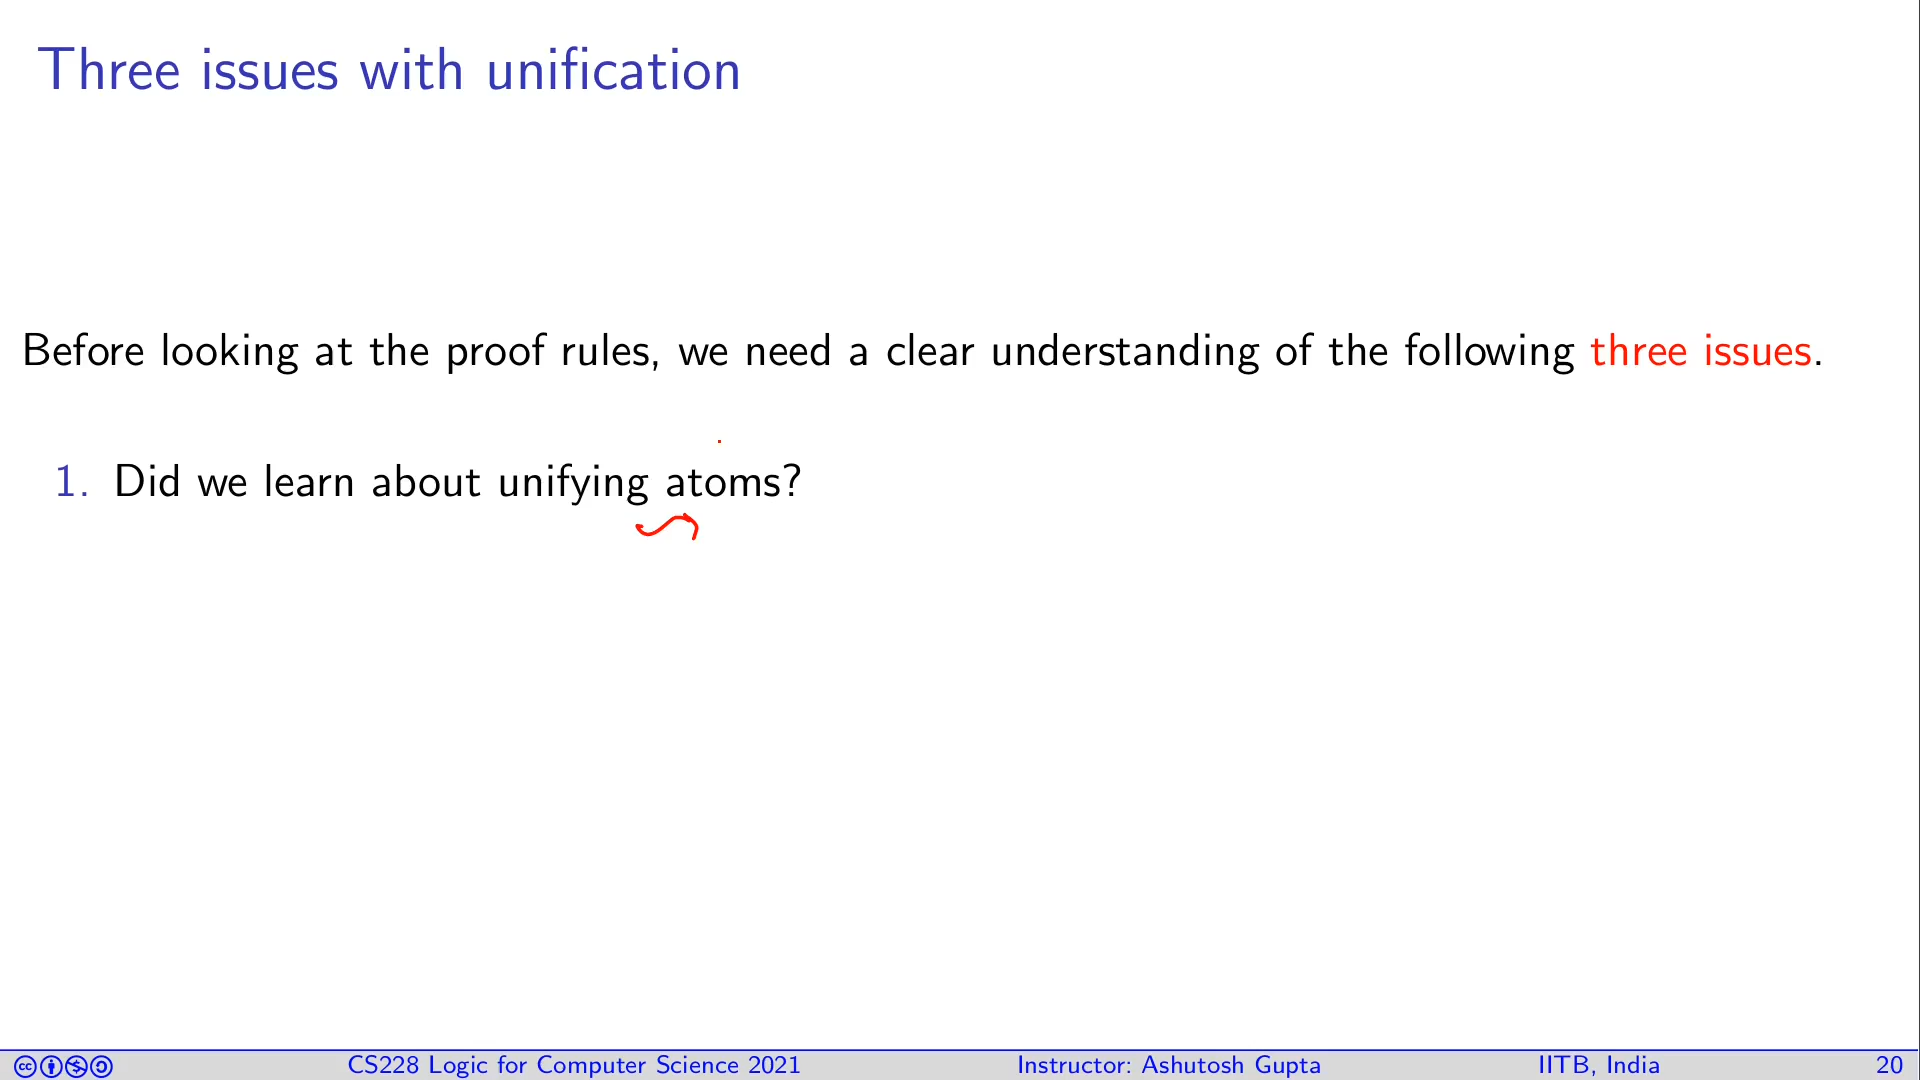 Three issues with unification
Before looking at the proof rules, we need a clear understanding of the following three issues.
1. Did we learn about unifying atoms?
CS228 Logic for Computer Science 2021 Instructor: Ashutosh Gupta IITB, India 20